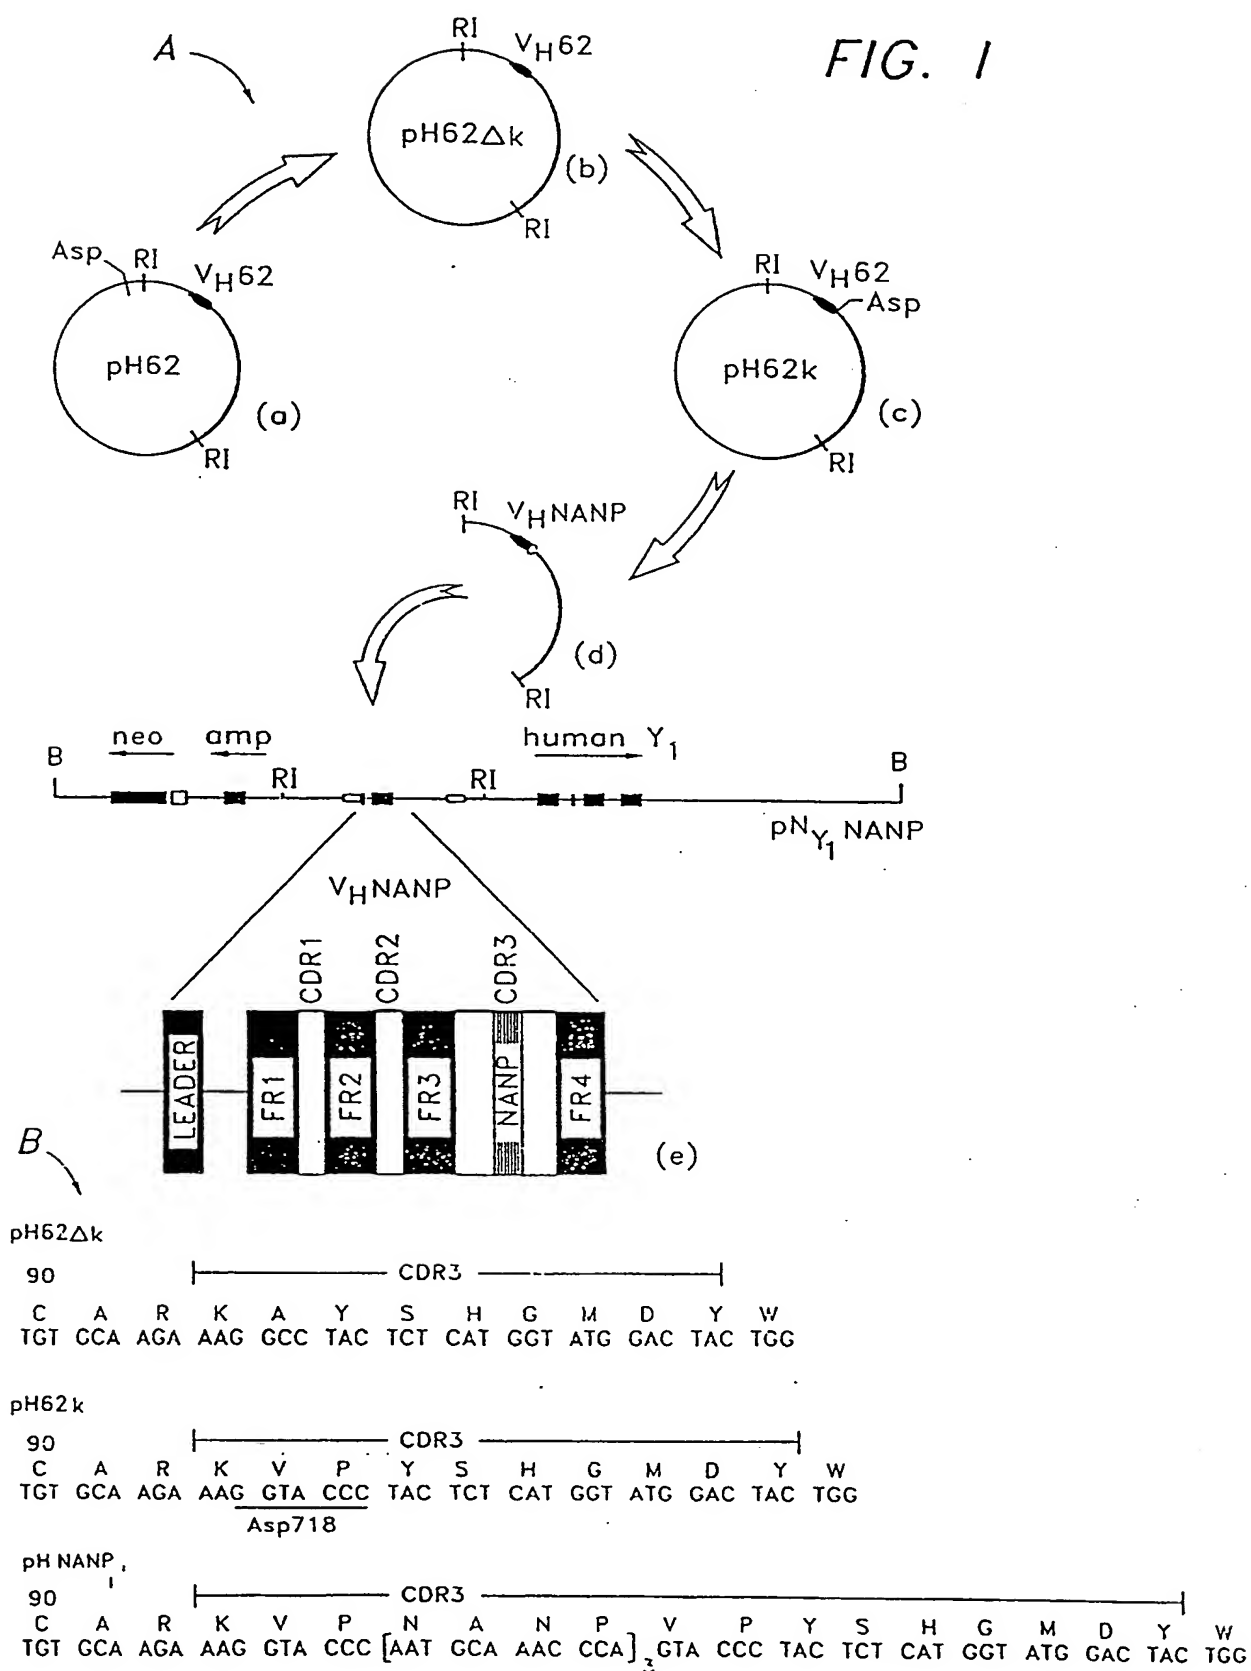 FIG. 1
A
RI
VH62
pH62Δk
(b)
RI
Asp
RI
VH62
pH62
(a)
RI
RI
VH62
Asp
pH62k
(c)
RI
RI
VHNANP
(d)
RI
neo
amp
human Y1
B
RI
RI
B
pNY1NANP
VHNANP
CDR1
CDR2
CDR3
LEADER
FR1
FR2
FR3
NANP
FR4
(e)
B
pH62Δk
90
CDR3
C A R K A Y S H G M D Y W
TGT GCA AGA AAG GCC TAC TCT CAT GGT ATG GAC TAC TGG
pH62k
90
CDR3
C A R K V P Y S H G M D Y W
TGT GCA AGA AAG GTA CCC TAC TCT CAT GGT ATG GAC TAC TGG
Asp718
pH NANP
90
CDR3
C A R K V P N A N P V P Y S H G M D Y W
TGT GCA AGA AAG GTA CCC [AAT GCA AAC CCA]3 GTA CCC TAC TCT CAT GGT ATG GAC TAC TGG